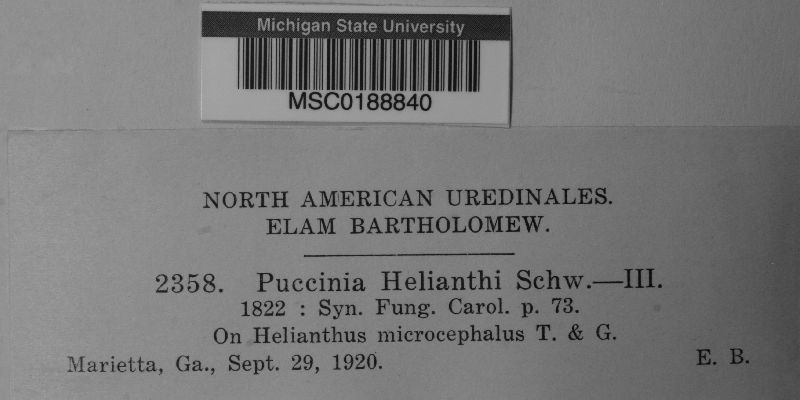 Michigan State University
MSC0188840
NORTH AMERICAN UREDINALES.
ELAM BARTHOLOMEW.
2358. Puccinia Helianthi Schw.—III.
1822 : Syn. Fung. Carol. p. 73.
On Helianthus microcephalus T. & G.
Marietta, Ga., Sept. 29, 1920. E. B.